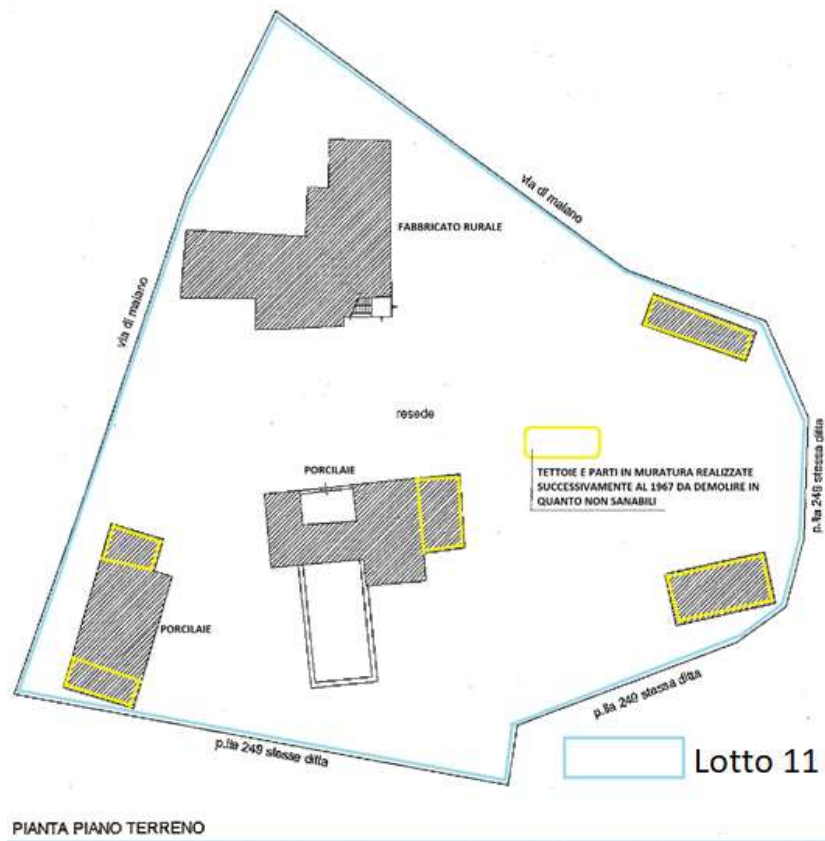 via di maiano
FABBRICATO RURALE
via di maiano
resede
p.lla 249 stessa ditta
PORCILAIE
TETTOIE E PARTI IN MURATURA REALIZZATE
SUCCESSIVAMENTE AL 1967 DA DEMOLIRE IN
QUANTO NON SANABILI
PORCILAIE
p.lla 249 stessa ditta
p.lla 249 stesse ditta
Lotto 11
PIANTA PIANO TERRENO